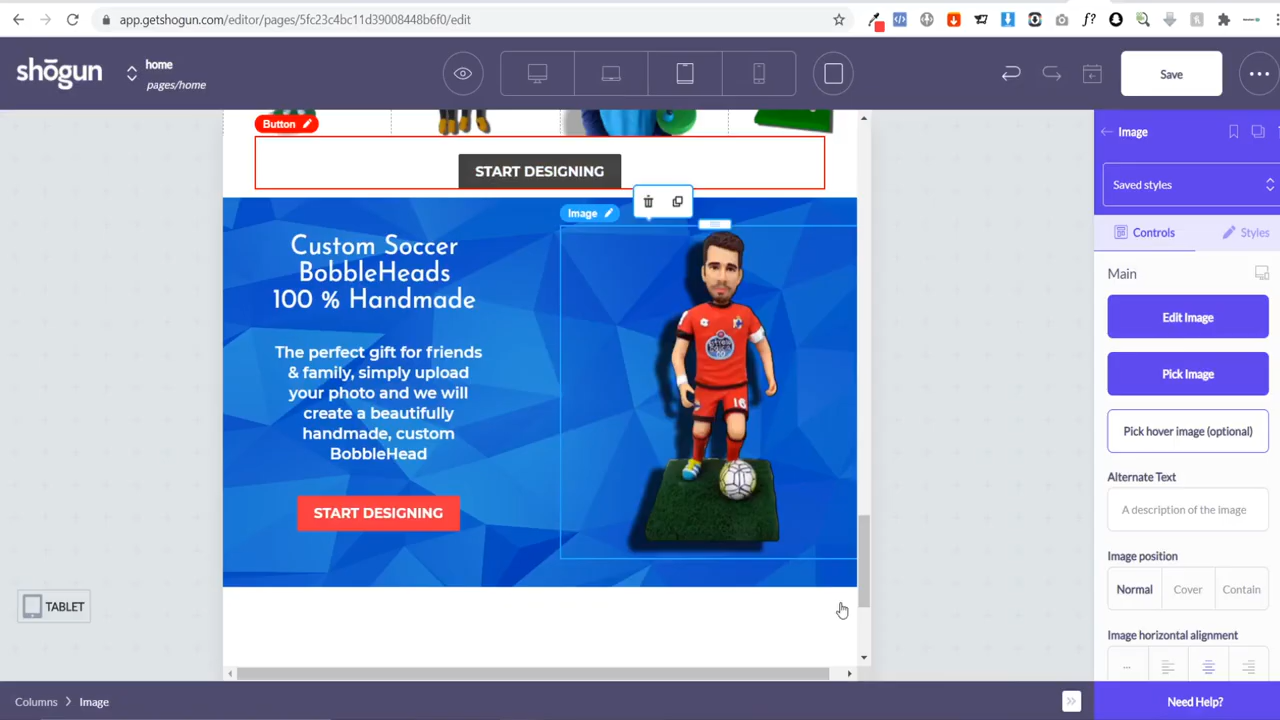 app.getshogun.com/editor/pages/5fc23c4bc11d39008448b6f0/edit
shōgun
home
pages/home
Save
Button
START DESIGNING
Image
Custom Soccer
BobbleHeads
100 % Handmade
The perfect gift for friends
& family, simply upload
your photo and we will
create a beautifully
handmade, custom
BobbleHead
START DESIGNING
TABLET
Image
Saved styles
Controls
Styles
Main
Edit Image
Pick Image
Pick hover image (optional)
Alternate Text
A description of the image
Image position
Normal
Cover
Contain
Image horizontal alignment
Columns
Image
Need Help?